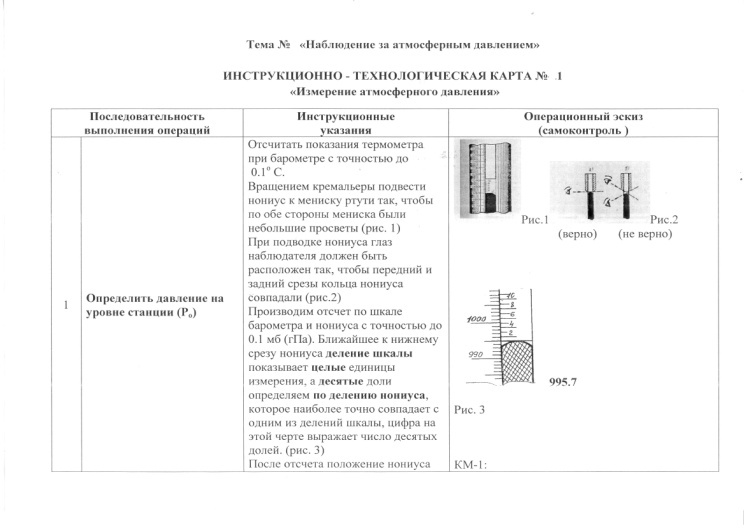 Тема № «Наблюдение за атмосферным давлением»
ИНСТРУКЦИОННО - ТЕХНОЛОГИЧЕСКАЯ КАРТА № 1
«Измерение атмосферного давления»
Последовательность
выполнения операций
Инструкционные
указания
Операционный эскиз
(самоконтроль )
1
Определить давление на
уровне станции (Ро)
Отсчитать показания термометра
при барометре с точностью до
0.1о С.
Вращением кремальеры подвести
нониус к мениску ртути так, чтобы
по обе стороны мениска были
небольшие просветы (рис. 1)
При подводке нониуса глаз
наблюдателя должен быть
расположен так, чтобы передний и
задний срезы кольца нониуса
совпадали (рис.2)
Производим отсчет по шкале
барометра и нониуса с точностью до
0.1 мб (гПа). Ближайшее к нижнему
срезу нониуса деление шкалы
показывает целые единицы
измерения, а десятые доли
определяем по делению нониуса,
которое наиболее точно совпадает с
одним из делений шкалы, цифра на
этой черте выражает число десятых
долей. (рис. 3)
После отсчета положение нониуса
Рис.1
Рис.2
(верно) (не верно)
10
8
6
4
2
1000
990
995.7
Рис. 3
КМ-1: